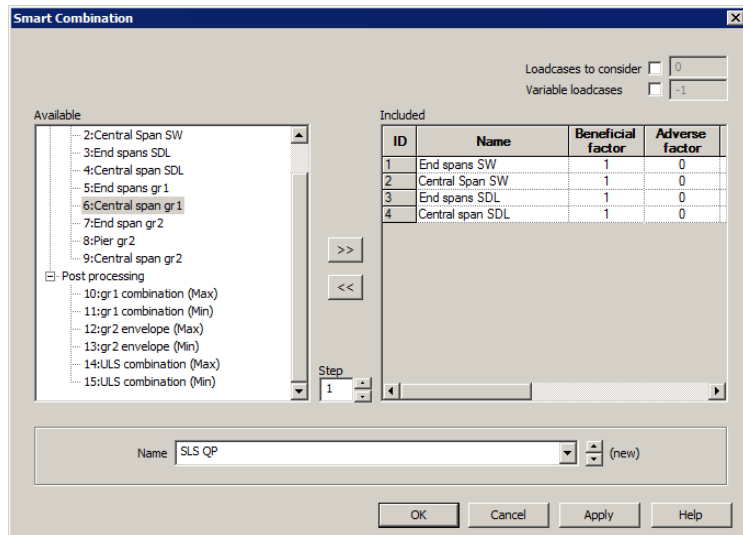 Smart Combination
Loadcases to consider 0
Variable loadcases -1
Available
2:Central Span SW
3:End spans SDL
4:Central span SDL
5:End spans gr1
6:Central span gr1
7:End span gr2
8:Pier gr2
9:Central span gr2
Post processing
10:gr1 combination (Max)
11:gr1 combination (Min)
12:gr2 envelope (Max)
13:gr2 envelope (Min)
14:ULS combination (Max)
15:ULS combination (Min)
>>
<<
Step
1
Included
ID Name Beneficial factor Adverse factor
1 End spans SW 1 0
2 Central Span SW 1 0
3 End spans SDL 1 0
4 Central span SDL 1 0
Name SLS QP (new)
OK Cancel Apply Help